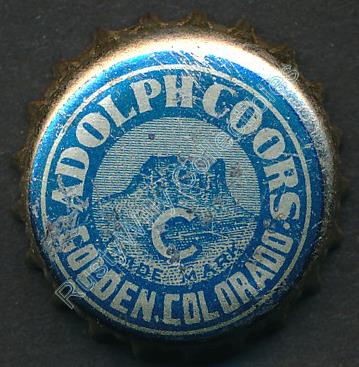 ADOLPH COORS.
C
TRADE MARK
GOLDEN, COLORADO